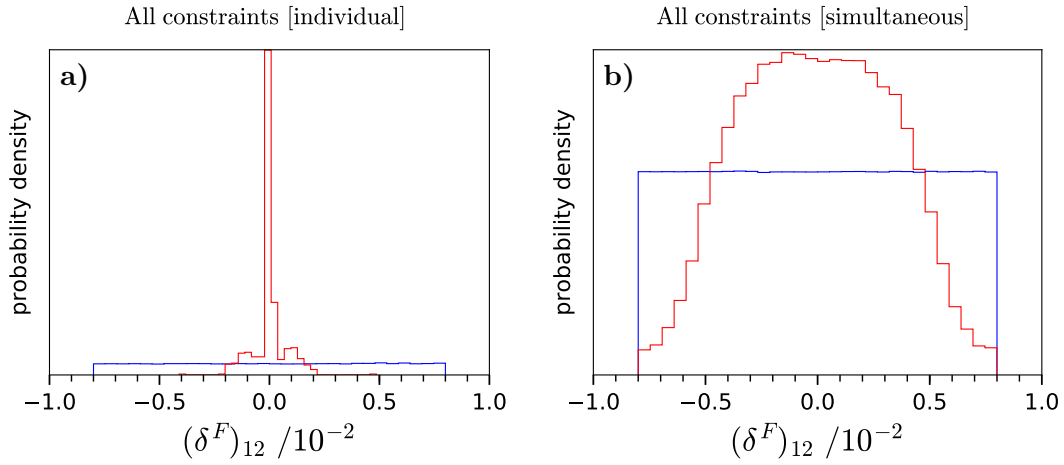 All constraints [individual]
a)
probability density
−1.0 −0.5 0.0 0.5 1.0
(δ^F)_12 /10^−2
All constraints [simultaneous]
b)
probability density
−1.0 −0.5 0.0 0.5 1.0
(δ^F)_12 /10^−2